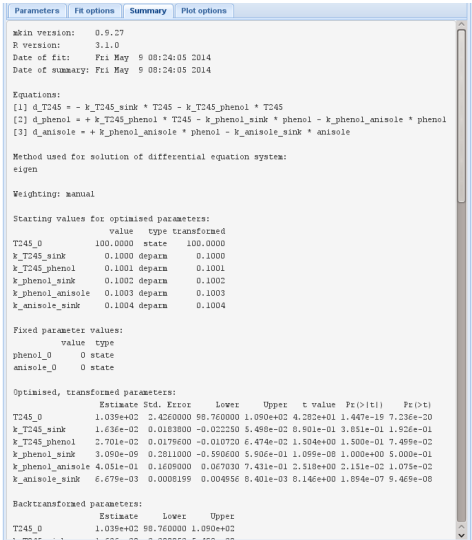 Parameters Fit options Summary Plot options
mkin version: 0.9.27
R version: 3.1.0
Date of fit: Fri May 9 08:24:05 2014
Date of summary: Fri May 9 08:24:05 2014
Equations:
[1] d_T245 = - k_T245_sink * T245 - k_T245_phenol * T245
[2] d_phenol = + k_T245_phenol * T245 - k_phenol_sink * phenol - k_phenol_anisole * phenol
[3] d_anisole = + k_phenol_anisole * phenol - k_anisole_sink * anisole
Method used for solution of differential equation system:
eigen
Weighting: manual
Starting values for optimised parameters:
value type transformed
T245_0 100.0000 state 100.0000
k_T245_sink 0.1000 deparm 0.1000
k_T245_phenol 0.1001 deparm 0.1001
k_phenol_sink 0.1002 deparm 0.1002
k_phenol_anisole 0.1003 deparm 0.1003
k_anisole_sink 0.1004 deparm 0.1004
Fixed parameter values:
value type
phenol_0 0 state
anisole_0 0 state
Optimised, transformed parameters:
Estimate Std. Error Lower Upper t value Pr(>|t|) Pr(>t)
T245_0 1.039e+02 2.4260000 98.760000 1.090e+02 4.282e+01 1.447e-19 7.236e-20
k_T245_sink 1.636e-02 0.0183800 -0.022250 5.498e-02 8.901e-01 3.851e-01 1.926e-01
k_T245_phenol 2.701e-02 0.0179600 -0.010720 6.474e-02 1.504e+00 1.500e-01 7.499e-02
k_phenol_sink 3.090e-09 0.2811000 -0.590600 5.906e-01 1.099e-08 1.000e+00 5.000e-01
k_phenol_anisole 4.051e-01 0.1609000 0.067030 7.431e-01 2.518e+00 2.151e-02 1.075e-02
k_anisole_sink 6.679e-03 0.0008199 0.004956 8.401e-03 8.146e+00 1.894e-07 9.469e-08
Backtransformed parameters:
Estimate Lower Upper
T245_0 1.039e+02 98.760000 1.090e+02